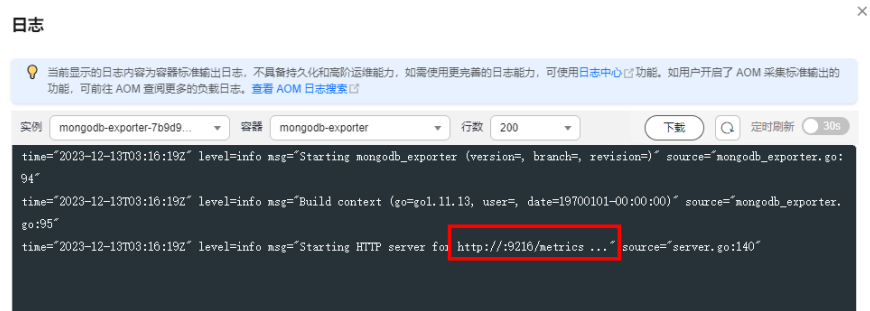 日志
当前显示的日志内容为容器标准输出日志，不具备持久化和高阶运维能力，如需使用更完善的日志能力，可使用日志中心功能。如用户开启了 AOM 采集标准输出的
功能，可前往 AOM 查阅更多的负载日志。查看 AOM 日志搜索
实例 mongodb-exporter-7b9d9... 容器 mongodb-exporter 行数 200 下载 定时刷新 30s
time="2023-12-13T03:16:19Z" level=info msg="Starting mongodb_exporter (version=, branch=, revision=)" source="mongodb_exporter.go:
94"
time="2023-12-13T03:16:19Z" level=info msg="Build context (go=go1.11.13, user=, date=19700101-00:00:00)" source="mongodb_exporter.
go:95"
time="2023-12-13T03:16:19Z" level=info msg="Starting HTTP server for http://:9216/metrics ..." source="server.go:140"